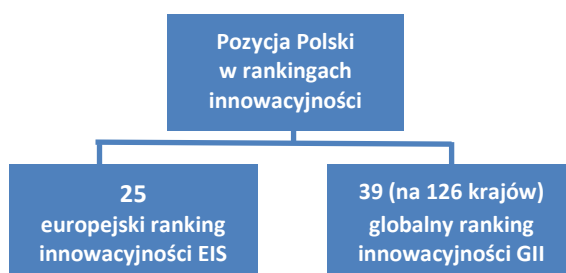 Pozycja Polski
w rankingach
innowacyjności
25
europejski ranking
innowacyjności EIS
39 (na 126 krajów)
globalny ranking
innowacyjności GII